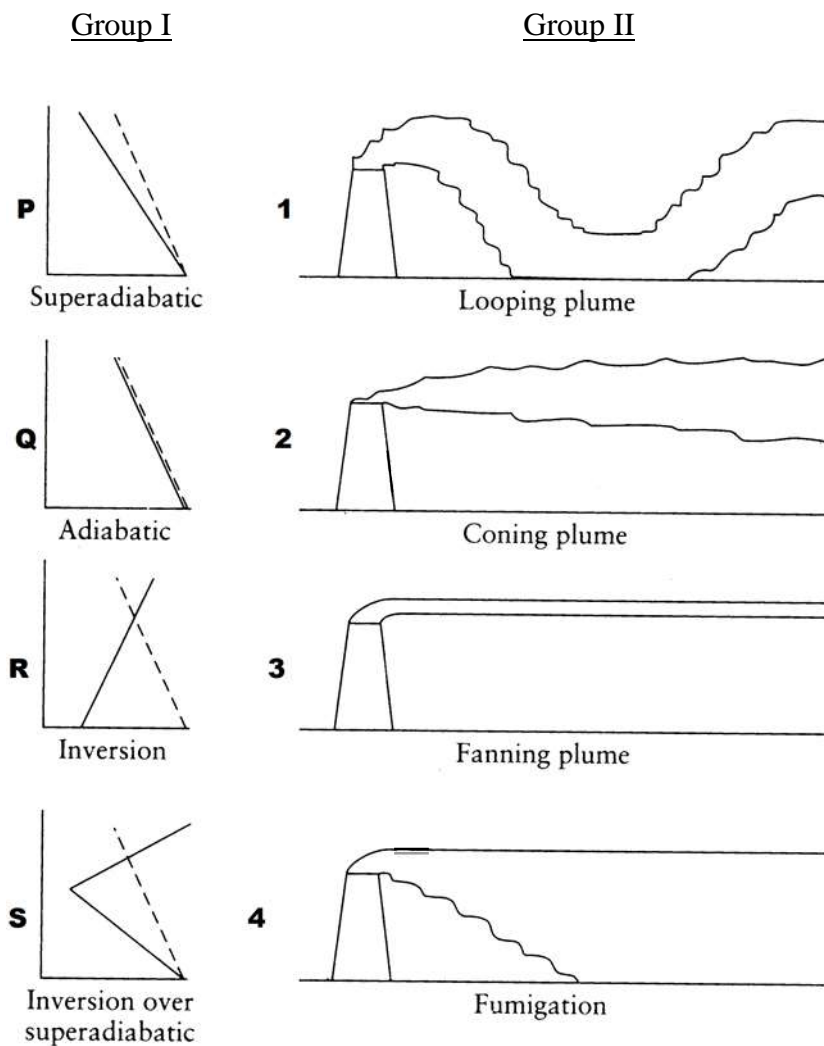 Group I
Group II
P
Superadiabatic
1
Looping plume
Q
Adiabatic
2
Coning plume
R
Inversion
3
Fanning plume
S
Inversion over
superadiabatic
4
Fumigation